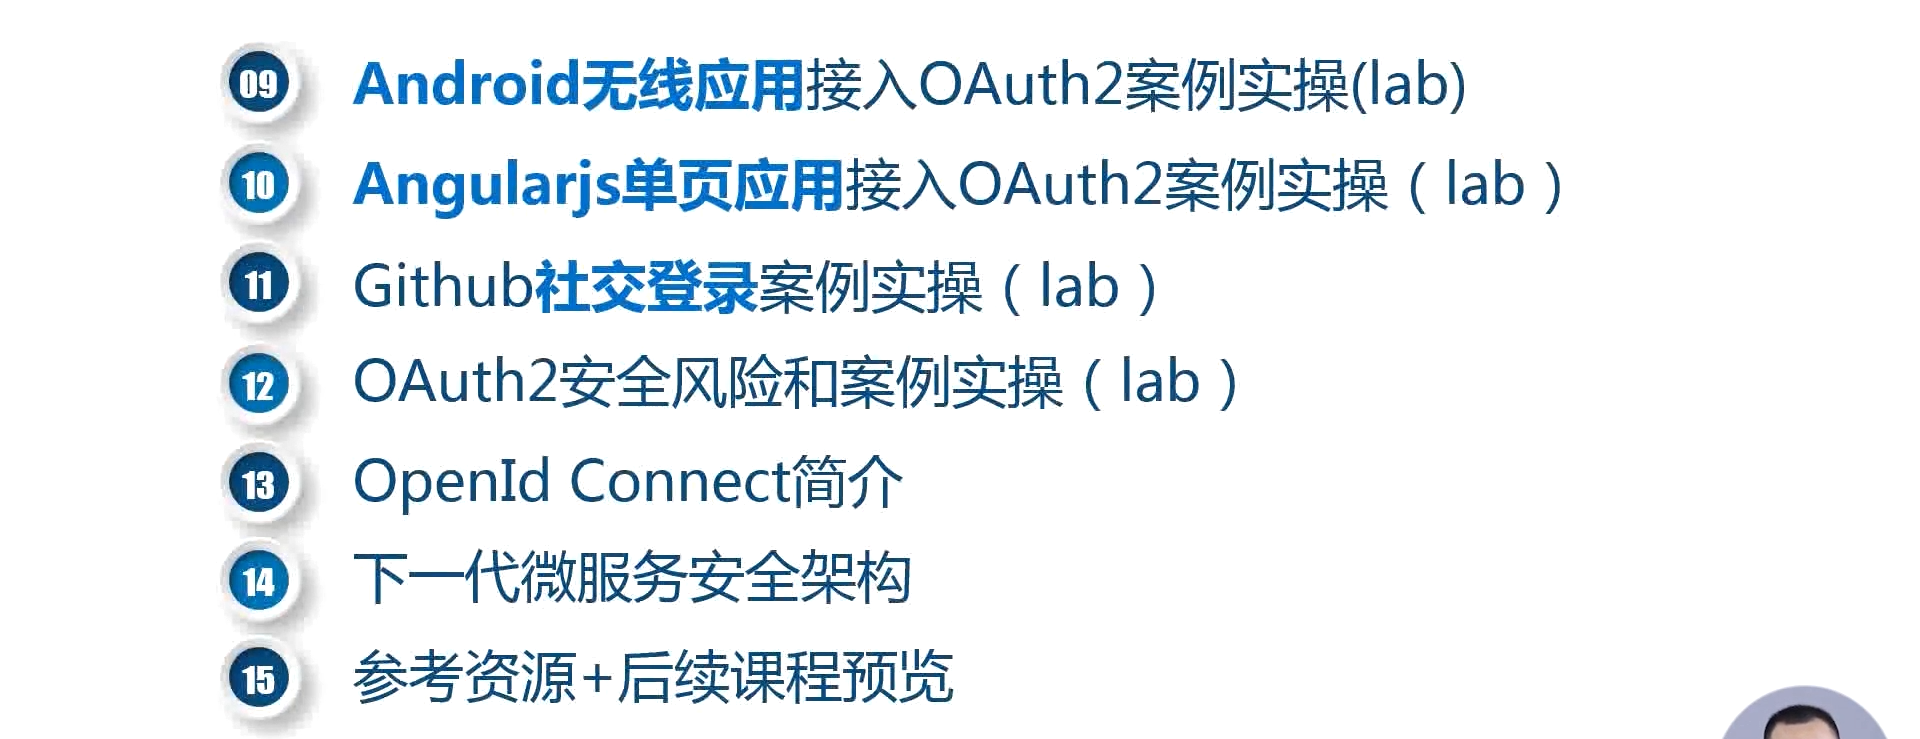 09 Android无线应用接入OAuth2案例实操(lab)
10 Angularjs单页应用接入OAuth2案例实操（lab）
11 Github社交登录案例实操（lab）
12 OAuth2安全风险和案例实操（lab）
13 OpenId Connect简介
14 下一代微服务安全架构
15 参考资源+后续课程预览